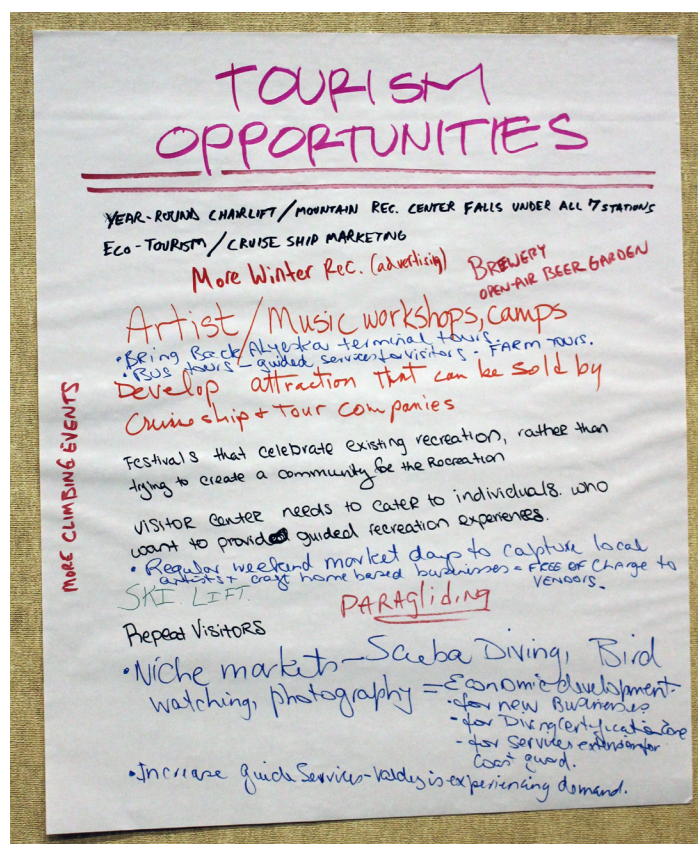 TOURISM
OPPORTUNITIES
YEAR-ROUND CHAIRLIFT/MOUNTAIN REC. CENTER FALLS UNDER ALL 7 STATIONS
ECO-TOURISM/CRUISE SHIP MARKETING
More Winter Rec. (advertising)
BREWERY
OPEN-AIR BEER GARDEN
Artist/Music workshops, camps
• Bring Back Alyeska terminal tours.
• Bus tours - guided services for visitors. - FARM TOURS.
Develop attraction that can be sold by
Cruise ship + Tour companies
MORE CLIMBING EVENTS
Festivals that celebrate existing recreation, rather than
trying to create a community for the Recreation
VISITOR CENTER needs to cater to individuals who
want to provide guided recreation experiences.
• Regular weekend market days to capture local
artists + craft home based businesses = FREE OF CHARGE to
VENDORS.
SKI LIFT.
PARAgliding
Repeat Visitors
• Niche markets - Scuba Diving, Bird
watching, photography = Economic development
- for new Businesses
- for Diving certification
- for services extension for
Coast guard.
• Increase guide Services - Valdez is experiencing demand.